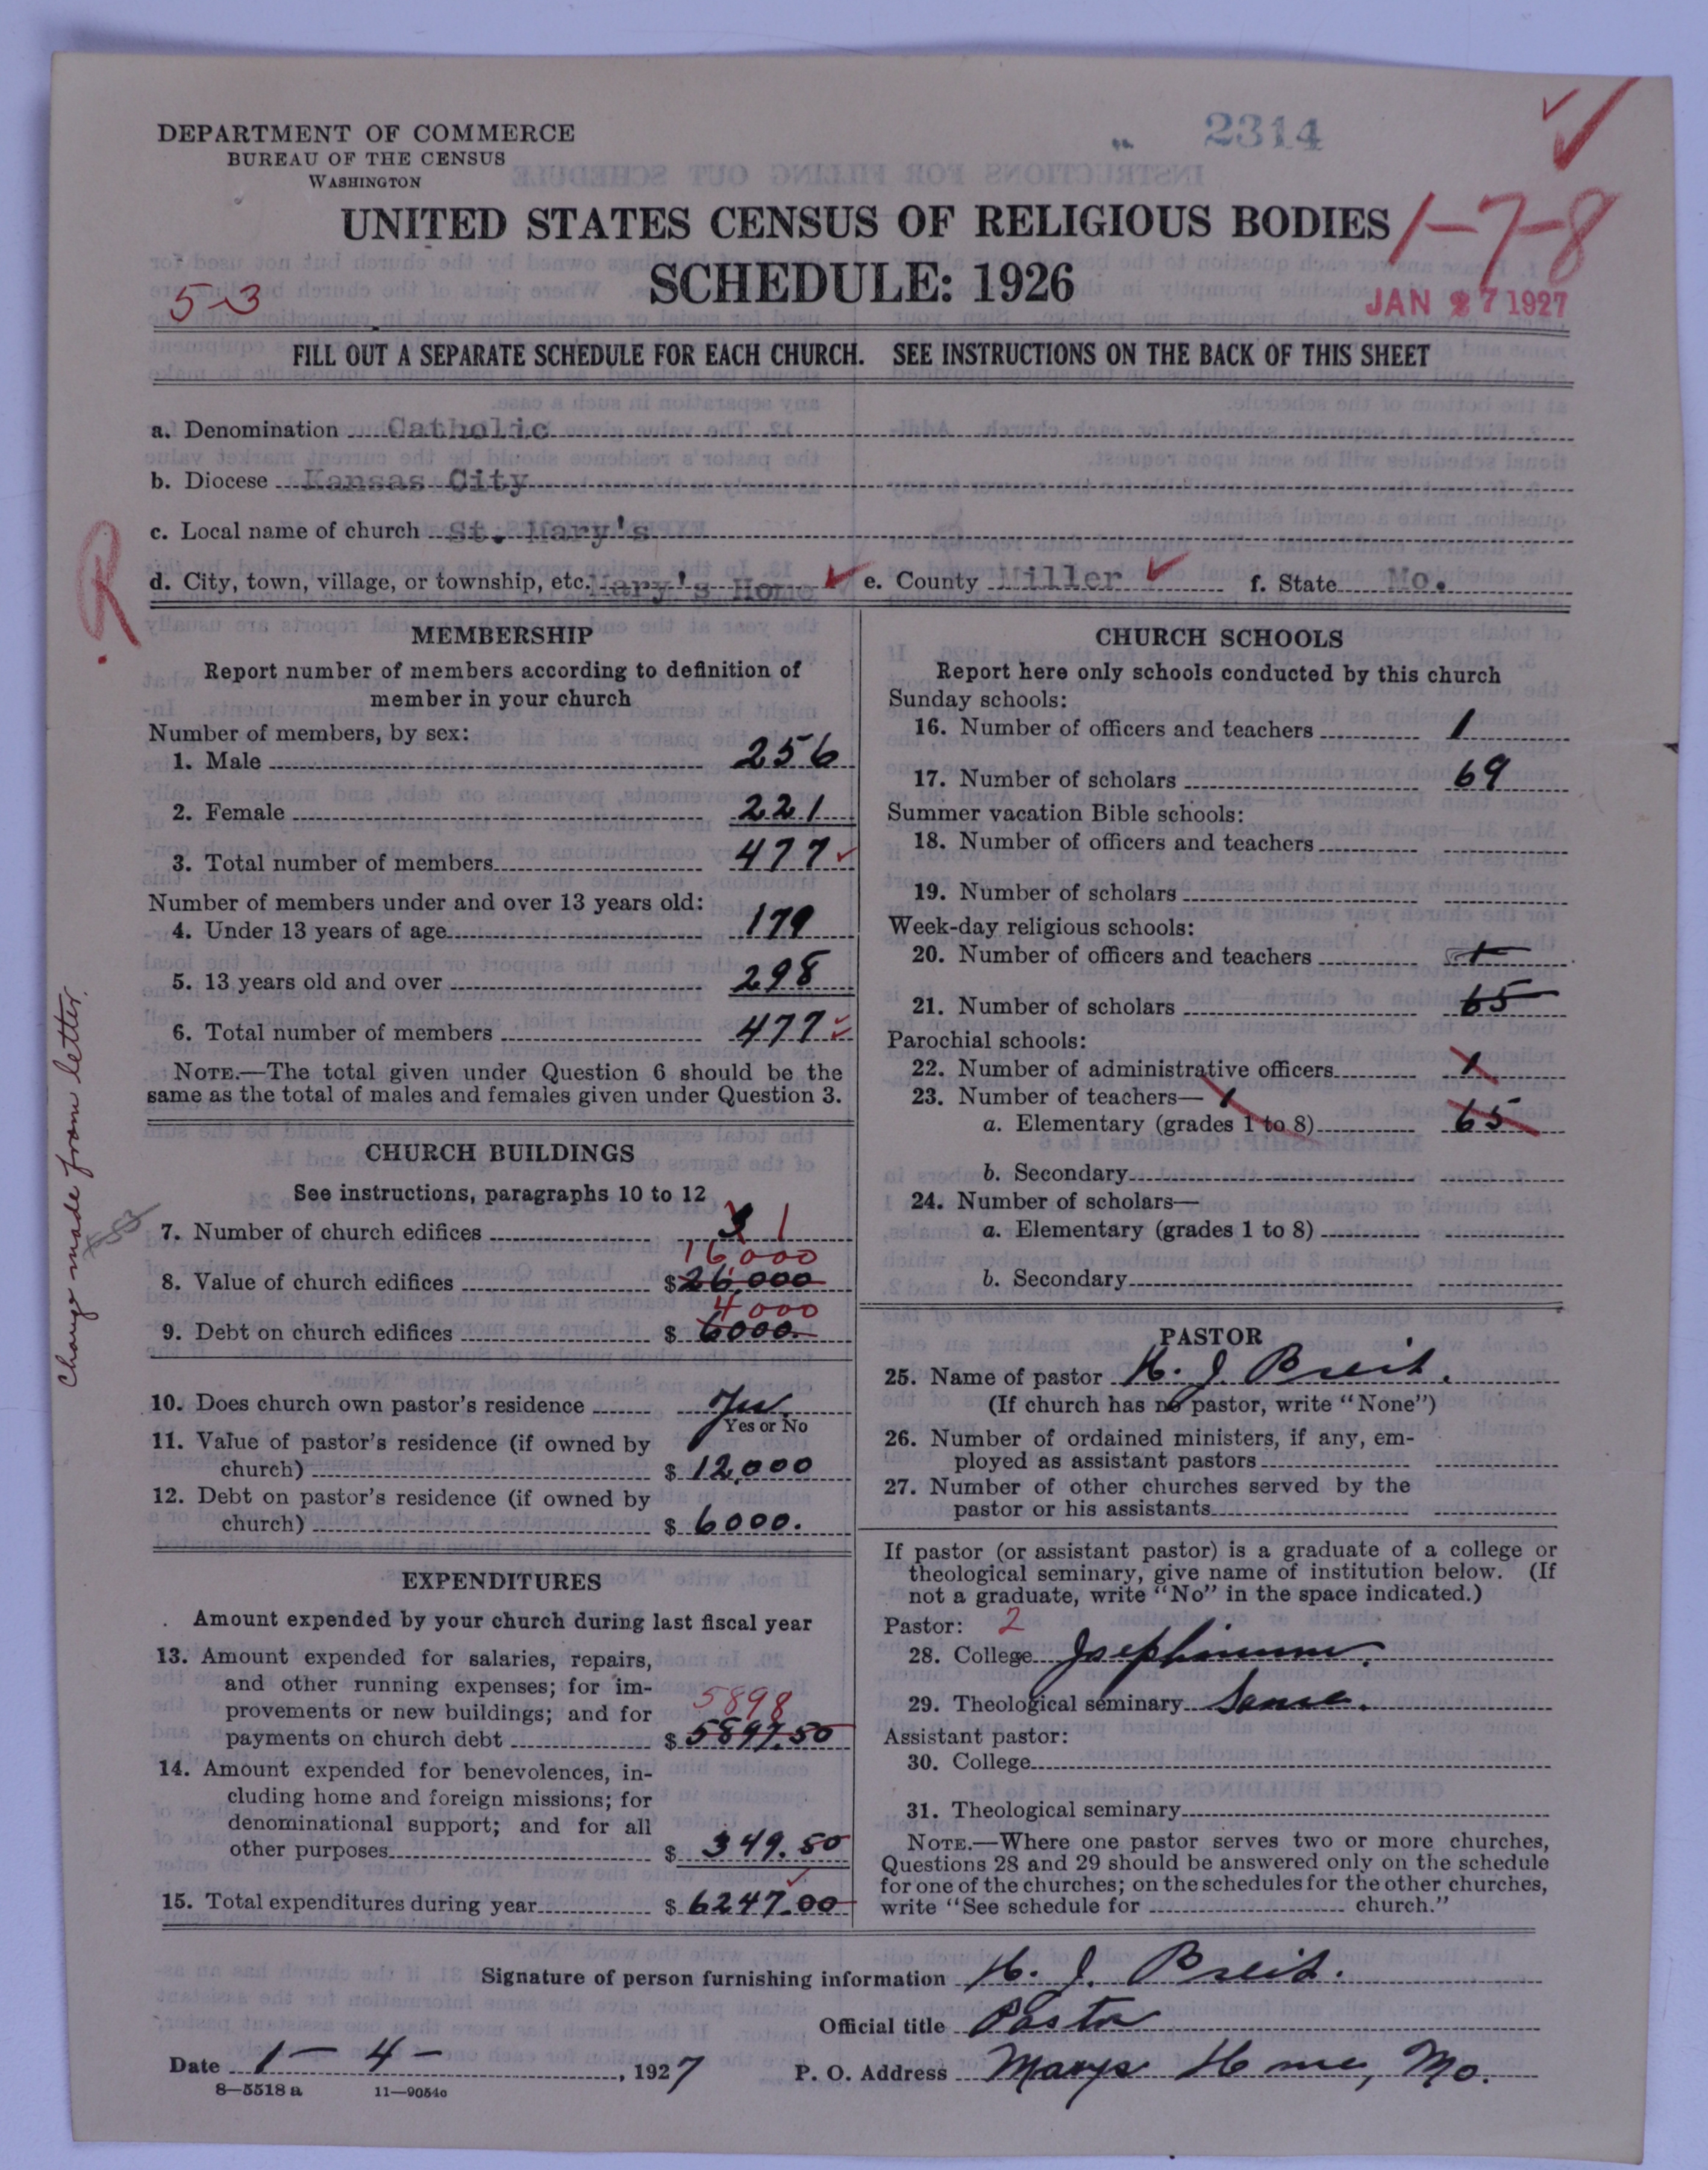 DEPARTMENT OF COMMERCE
BUREAU OF THE CENSUS
WASHINGTON
2314
UNITED STATES CENSUS OF RELIGIOUS BODIES
1-7-8
SCHEDULE: 1926
5-3
JAN 27 1927
FILL OUT A SEPARATE SCHEDULE FOR EACH CHURCH. SEE INSTRUCTIONS ON THE BACK OF THIS SHEET
a. Denomination Catholic
b. Diocese Kansas City
c. Local name of church St. Mary's
d. City, town, village, or township, etc. Mary's Home e. County Miller f. State Mo.
MEMBERSHIP
Report number of members according to definition of
member in your church
Number of members, by sex:
1. Male 256
2. Female 221
3. Total number of members 477
Number of members under and over 13 years old:
4. Under 13 years of age 179
5. 13 years old and over 298
6. Total number of members 477
NOTE.—The total given under Question 6 should be the
same as the total of males and females given under Question 3.
Change made from letter.
CHURCH BUILDINGS
See instructions, paragraphs 10 to 12
7. Number of church edifices 1
16000
8. Value of church edifices $ 26,000
4000
9. Debt on church edifices $ 6000.
10. Does church own pastor's residence Yes
Yes or No
11. Value of pastor's residence (if owned by
church) $ 12,000
12. Debt on pastor's residence (if owned by
church) $ 6000.
EXPENDITURES
Amount expended by your church during last fiscal year
13. Amount expended for salaries, repairs,
and other running expenses; for im-
provements or new buildings; and for
5898
payments on church debt $ 5897.50
14. Amount expended for benevolences, in-
cluding home and foreign missions; for
denominational support; and for all
other purposes $ 349.50
15. Total expenditures during year $ 6247.00
CHURCH SCHOOLS
Report here only schools conducted by this church
Sunday schools:
16. Number of officers and teachers 1
17. Number of scholars 69
Summer vacation Bible schools:
18. Number of officers and teachers
19. Number of scholars
Week-day religious schools:
20. Number of officers and teachers 1
21. Number of scholars 65
Parochial schools:
22. Number of administrative officers 1
23. Number of teachers— 1
a. Elementary (grades 1 to 8) 65
b. Secondary
24. Number of scholars—
a. Elementary (grades 1 to 8)
b. Secondary
PASTOR
25. Name of pastor H. J. Breit.
(If church has no pastor, write "None")
26. Number of ordained ministers, if any, em-
ployed as assistant pastors
27. Number of other churches served by the
pastor or his assistants
If pastor (or assistant pastor) is a graduate of a college or
theological seminary, give name of institution below. (If
not a graduate, write "No" in the space indicated.)
Pastor: 2
28. College Josephinum.
29. Theological seminary Same.
Assistant pastor:
30. College
31. Theological seminary
NOTE.—Where one pastor serves two or more churches,
Questions 28 and 29 should be answered only on the schedule
for one of the churches; on the schedules for the other churches,
write "See schedule for church."
Signature of person furnishing information H. J. Breit.
Official title Pastor
Date 1-4-, 1927 P. O. Address Marys Home, Mo.
8—5518 a 11—9054c